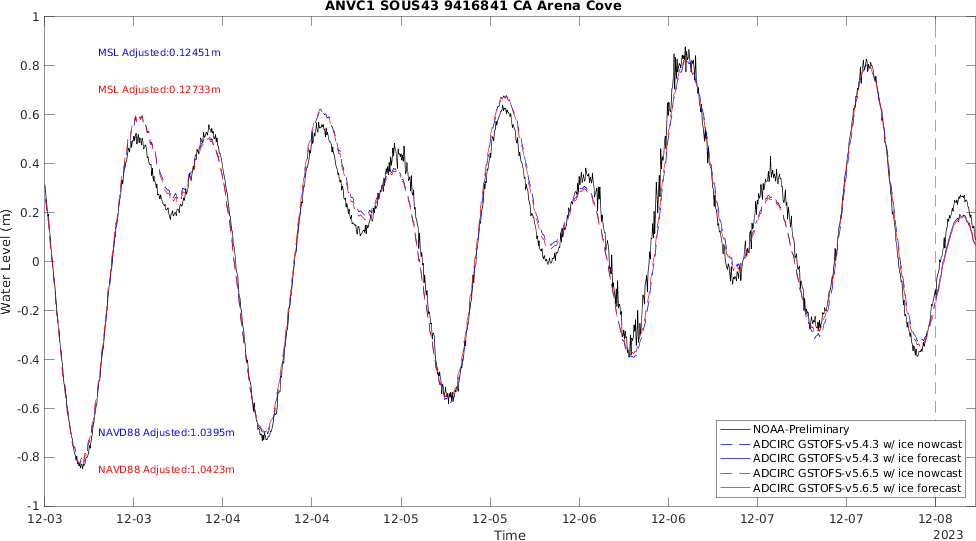 ANVC1 SOUS43 9416841 CA Arena Cove
MSL Adjusted:0.12451m
MSL Adjusted:0.12733m
NAVD88 Adjusted:1.0395m
NAVD88 Adjusted:1.0423m
Water Level (m)
1
0.8
0.6
0.4
0.2
0
-0.2
-0.4
-0.6
-0.8
-1
NOAA-Preliminary
ADCIRC GSTOFS-v5.4.3 w/ ice nowcast
ADCIRC GSTOFS-v5.4.3 w/ ice forecast
ADCIRC GSTOFS-v5.6.5 w/ ice nowcast
ADCIRC GSTOFS-v5.6.5 w/ ice forecast
12-03 12-03 12-04 12-04 12-05 12-05 12-06 12-06 12-07 12-07 12-08
2023
Time